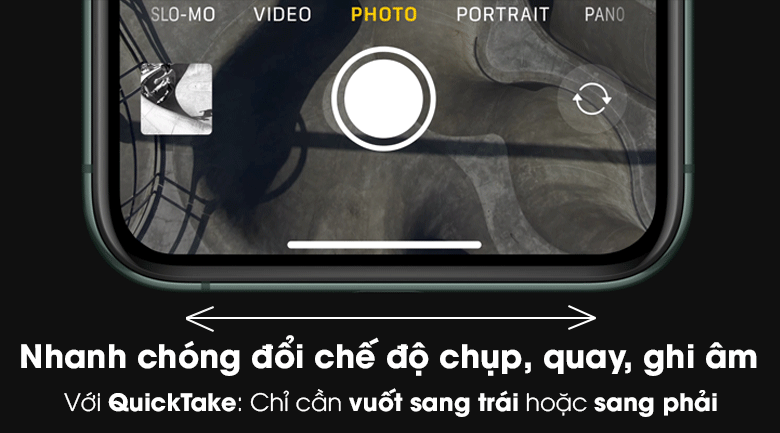 SLO-MO VIDEO PHOTO PORTRAIT PANO
Nhanh chóng đổi chế độ chụp, quay, ghi âm
Với QuickTake: Chỉ cần vuốt sang trái hoặc sang phải